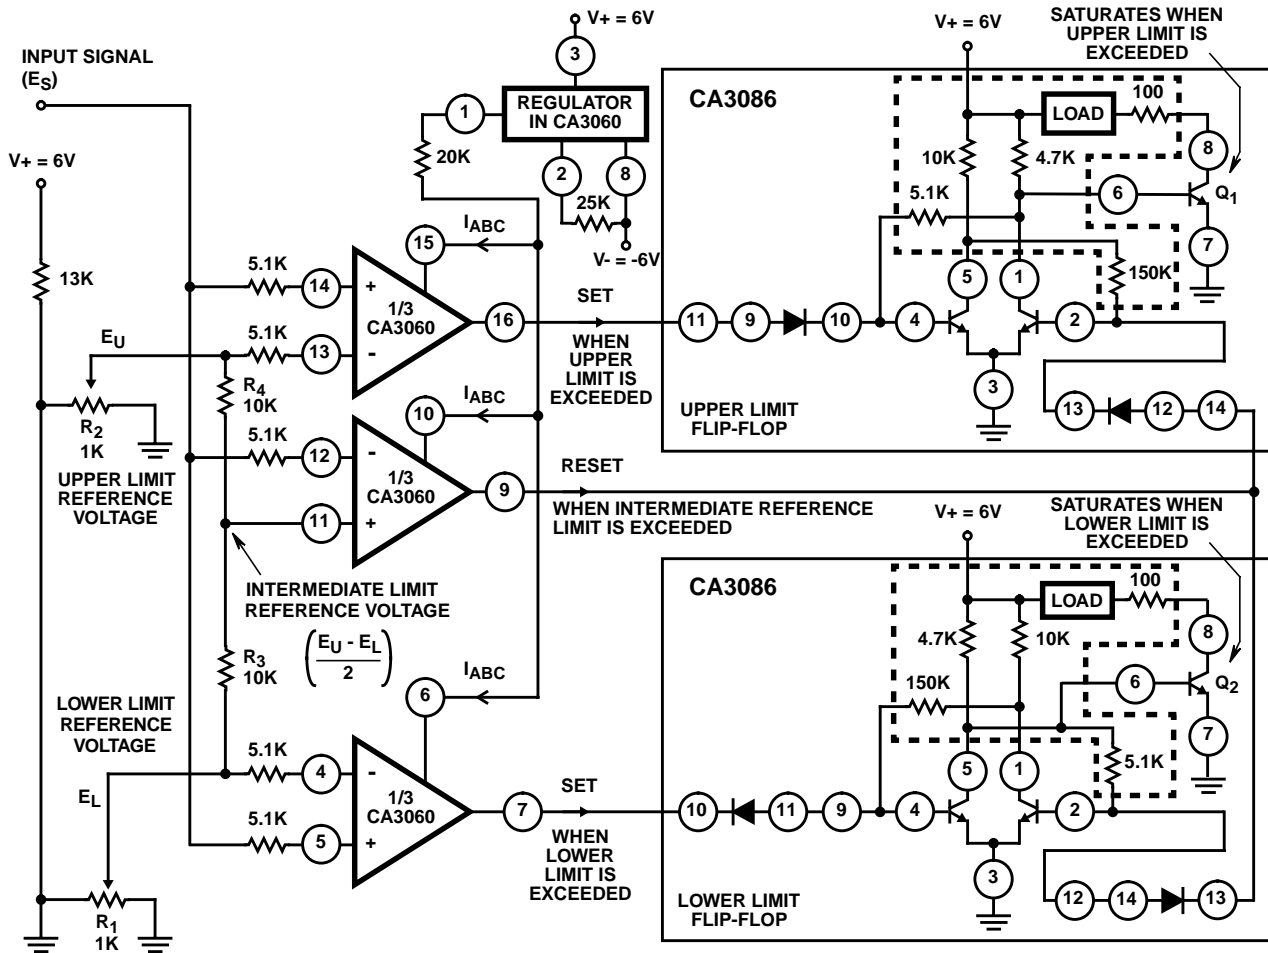 INPUT SIGNAL
(ES)
V+ = 6V
13K
EU
R2
1K
UPPER LIMIT
REFERENCE
VOLTAGE
LOWER LIMIT
REFERENCE
VOLTAGE
EL
R1
1K
V+ = 6V
3
REGULATOR
IN CA3060
1
20K
2
8
25K
V- = -6V
IABC
15
5.1K
14
+
1/3
CA3060
16
5.1K
13
-
R4
10K
SET
WHEN
UPPER
LIMIT IS
EXCEEDED
IABC
10
5.1K
12
-
1/3
CA3060
9
11
+
RESET
WHEN INTERMEDIATE REFERENCE
LIMIT IS EXCEEDED
INTERMEDIATE LIMIT
REFERENCE VOLTAGE
(EU - EL / 2)
R3
10K
IABC
6
5.1K
4
-
1/3
CA3060
7
5.1K
5
+
SET
WHEN
LOWER
LIMIT IS
EXCEEDED
V+ = 6V
SATURATES WHEN
UPPER LIMIT IS
EXCEEDED
CA3086
LOAD
100
8
10K
4.7K
5.1K
6
Q1
7
150K
5
1
11
9
10
4
2
3
13
12
14
UPPER LIMIT
FLIP-FLOP
V+ = 6V
SATURATES WHEN
LOWER LIMIT IS
EXCEEDED
CA3086
LOAD
100
8
4.7K
10K
150K
6
Q2
7
5.1K
5
1
10
11
9
4
2
3
12
14
13
LOWER LIMIT
FLIP-FLOP